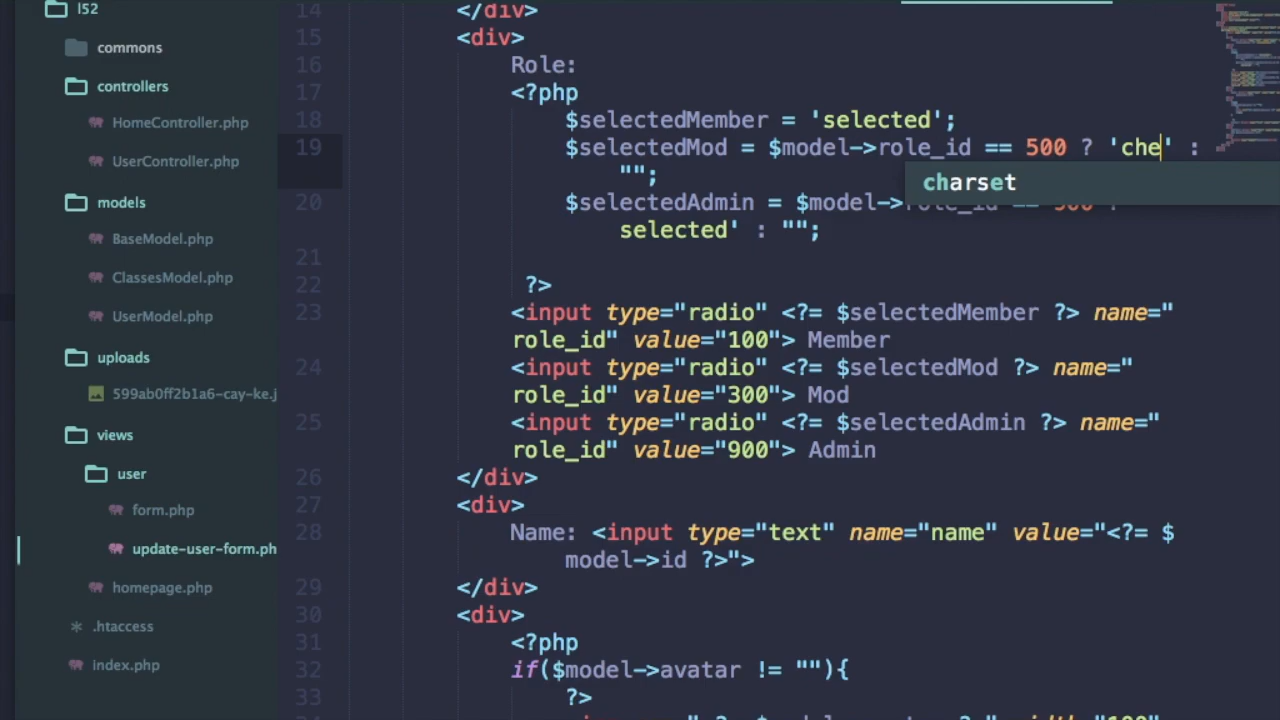 l52
commons
controllers
HomeController.php
UserController.php
models
BaseModel.php
ClassesModel.php
UserModel.php
uploads
599ab0ff2b1a6-cay-ke.j
views
user
form.php
update-user-form.ph
homepage.php
.htaccess
index.php
14 </div>
15 <div>
16 Role:
17 <?php
18 $selectedMember = 'selected';
19 $selectedMod = $model->role_id == 500 ? 'che' :
"";
charset
20 $selectedAdmin = $model->
selected' : "";
21
22 ?>
23 <input type="radio" <?= $selectedMember ?> name="
role_id" value="100"> Member
24 <input type="radio" <?= $selectedMod ?> name="
role_id" value="300"> Mod
25 <input type="radio" <?= $selectedAdmin ?> name="
role_id" value="900"> Admin
26 </div>
27 <div>
28 Name: <input type="text" name="name" value="<?= $
model->id ?>">
29 </div>
30 <div>
31 <?php
32 if($model->avatar != ""){
33 ?>